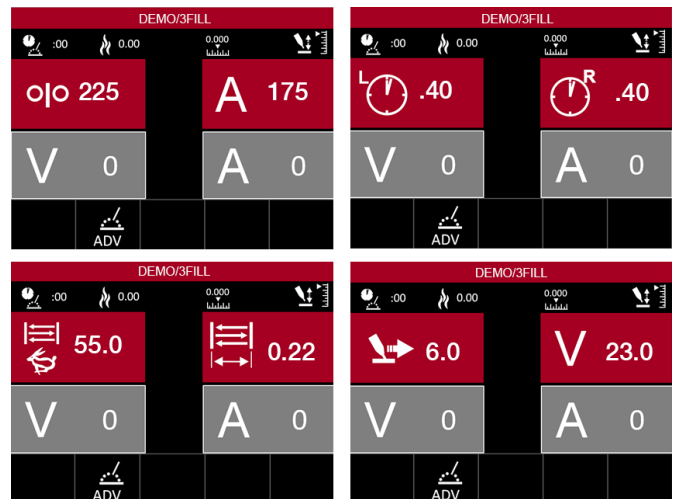 DEMO/3FILL
:00 0.00 0.000
225 A 175
V 0 A 0
ADV
DEMO/3FILL
:00 0.00 0.000
L .40 R .40
V 0 A 0
ADV
DEMO/3FILL
:00 0.00 0.000
55.0 0.22
V 0 A 0
ADV
DEMO/3FILL
:00 0.00 0.000
6.0 V 23.0
V 0 A 0
ADV